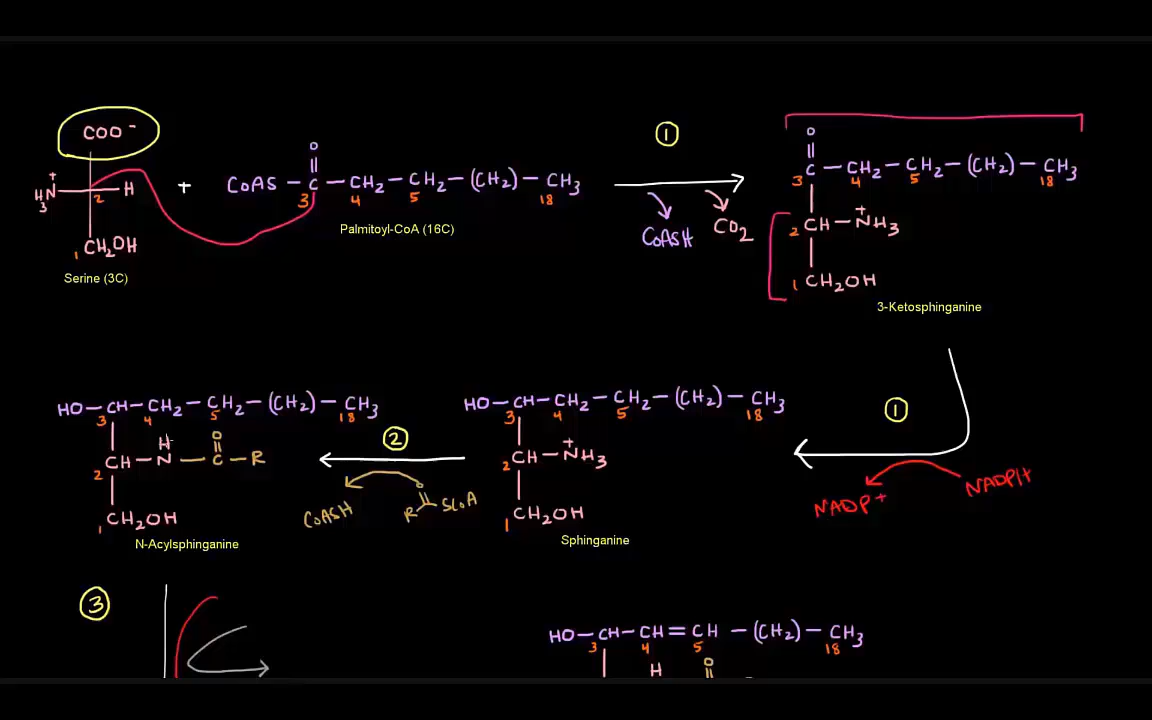 COO⁻
H₃N⁺ 2 H
1 CH₂OH
Serine (3C)
+
O
CoAS – C – CH₂ – CH₂ – (CH₂) – CH₃
3 4 5 18
Palmitoyl-CoA (16C)
1
CoASH CO₂
O
C – CH₂ – CH₂ – (CH₂) – CH₃
3 4 5 18
2 CH – N⁺H₃
1 CH₂OH
3-Ketosphinganine
1
NADP+ NADPH
HO – CH – CH₂ – CH₂ – (CH₂) – CH₃
3 4 5 18
2 CH – N⁺H₃
1 CH₂OH
Sphinganine
2
CoASH
O
R SCoA
HO – CH – CH₂ – CH₂ – (CH₂) – CH₃
3 4 5 18
H O
2 CH – N – C – R
1 CH₂OH
N-Acylsphinganine
3
HO – CH – CH = CH – (CH₂) – CH₃
3 4 5 18
H O